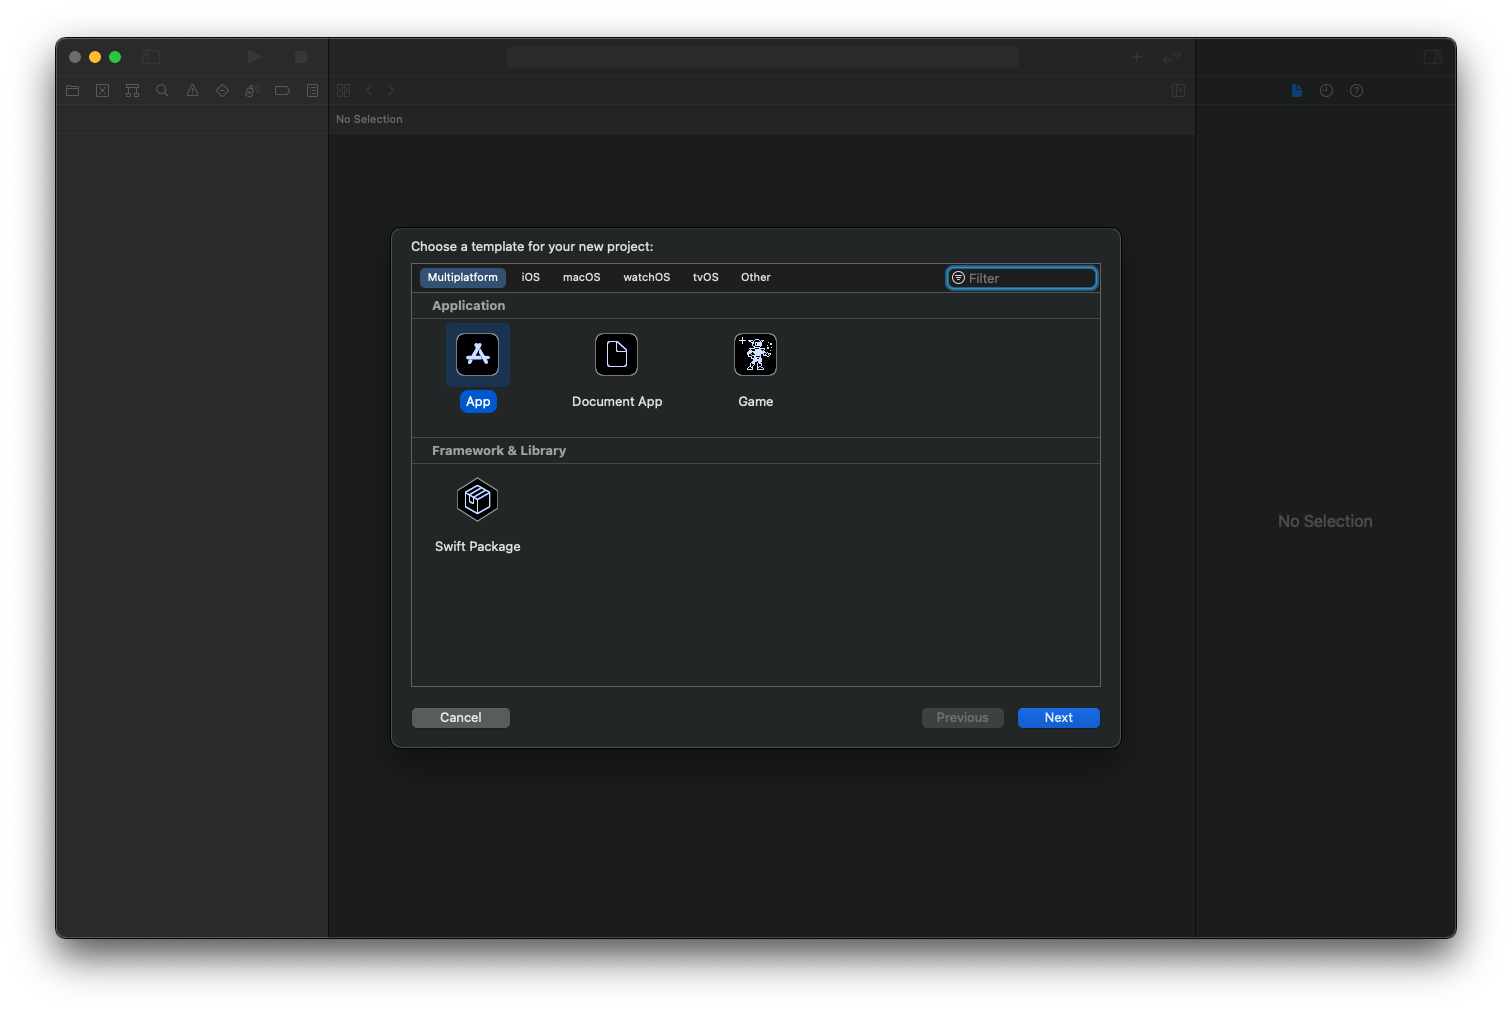 No Selection
Choose a template for your new project:
Multiplatform iOS macOS watchOS tvOS Other Filter
Application
App Document App Game
Framework & Library
Swift Package
No Selection
Cancel Previous Next